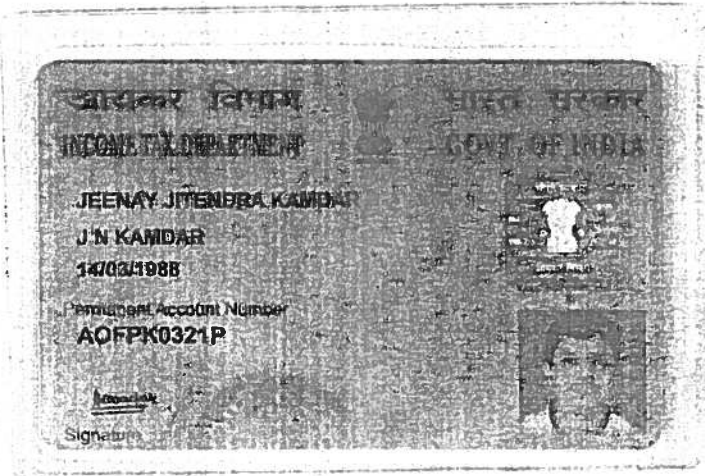 आयकर विभाग
भारत सरकार
INCOME TAX DEPARTMENT
GOVT. OF INDIA
JEENAY JITENDRA KAMDAR
J N KAMDAR
14/03/1988
Permanent Account Number
AOFPK0321P
Signature